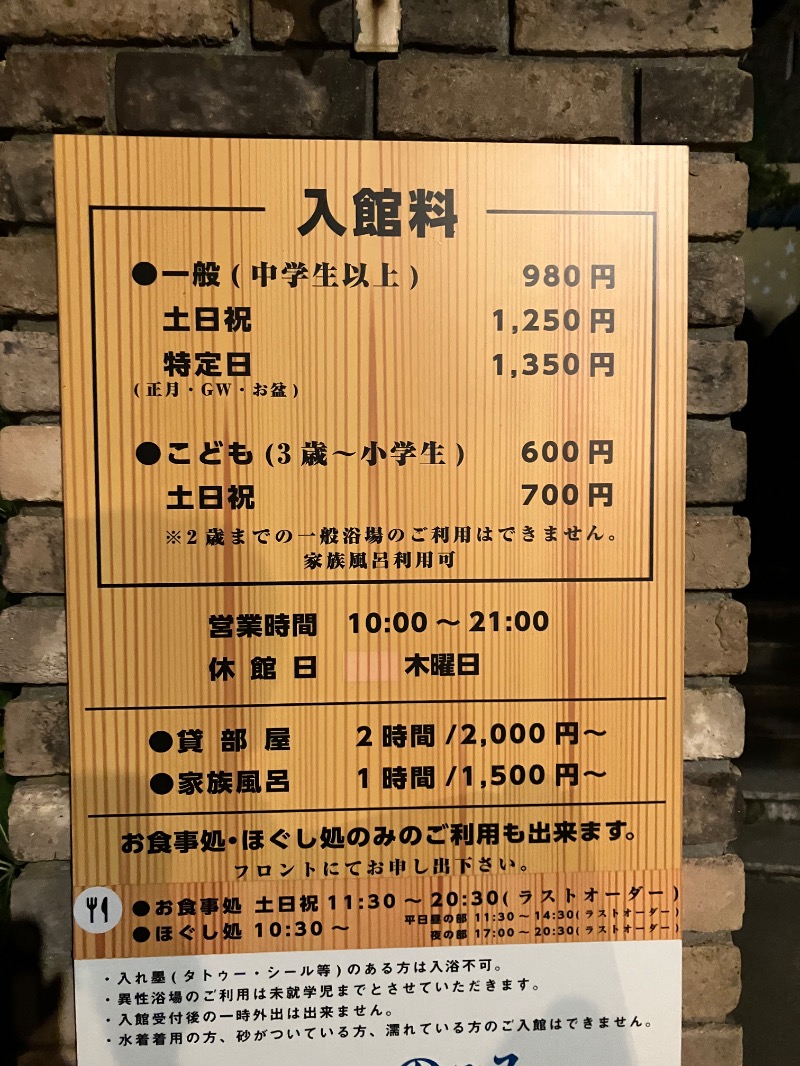 入館料
●一般(中学生以上) 980円
土日祝 1,250円
特定日 1,350円
(正月・GW・お盆)
●こども(3歳～小学生) 600円
土日祝 700円
※2歳までの一般浴場のご利用はできません。
家族風呂利用可
営業時間 10:00～21:00
休館日 木曜日
●貸部屋 2時間/2,000円～
●家族風呂 1時間/1,500円～
お食事処・ほぐし処のみのご利用も出来ます。
フロントにてお申し出下さい。
●お食事処 土日祝11:30～20:30(ラストオーダー)
平日昼の部 11:30～14:30(ラストオーダー)
●ほぐし処 10:30～ 夜の部 17:00～20:30(ラストオーダー)
・入れ墨(タトゥー・シール等)のある方は入浴不可。
・異性浴場のご利用は未就学児までとさせていただきます。
・入館受付後の一時外出は出来ません。
・水着着用の方、砂がついている方、濡れている方のご入館はできません。